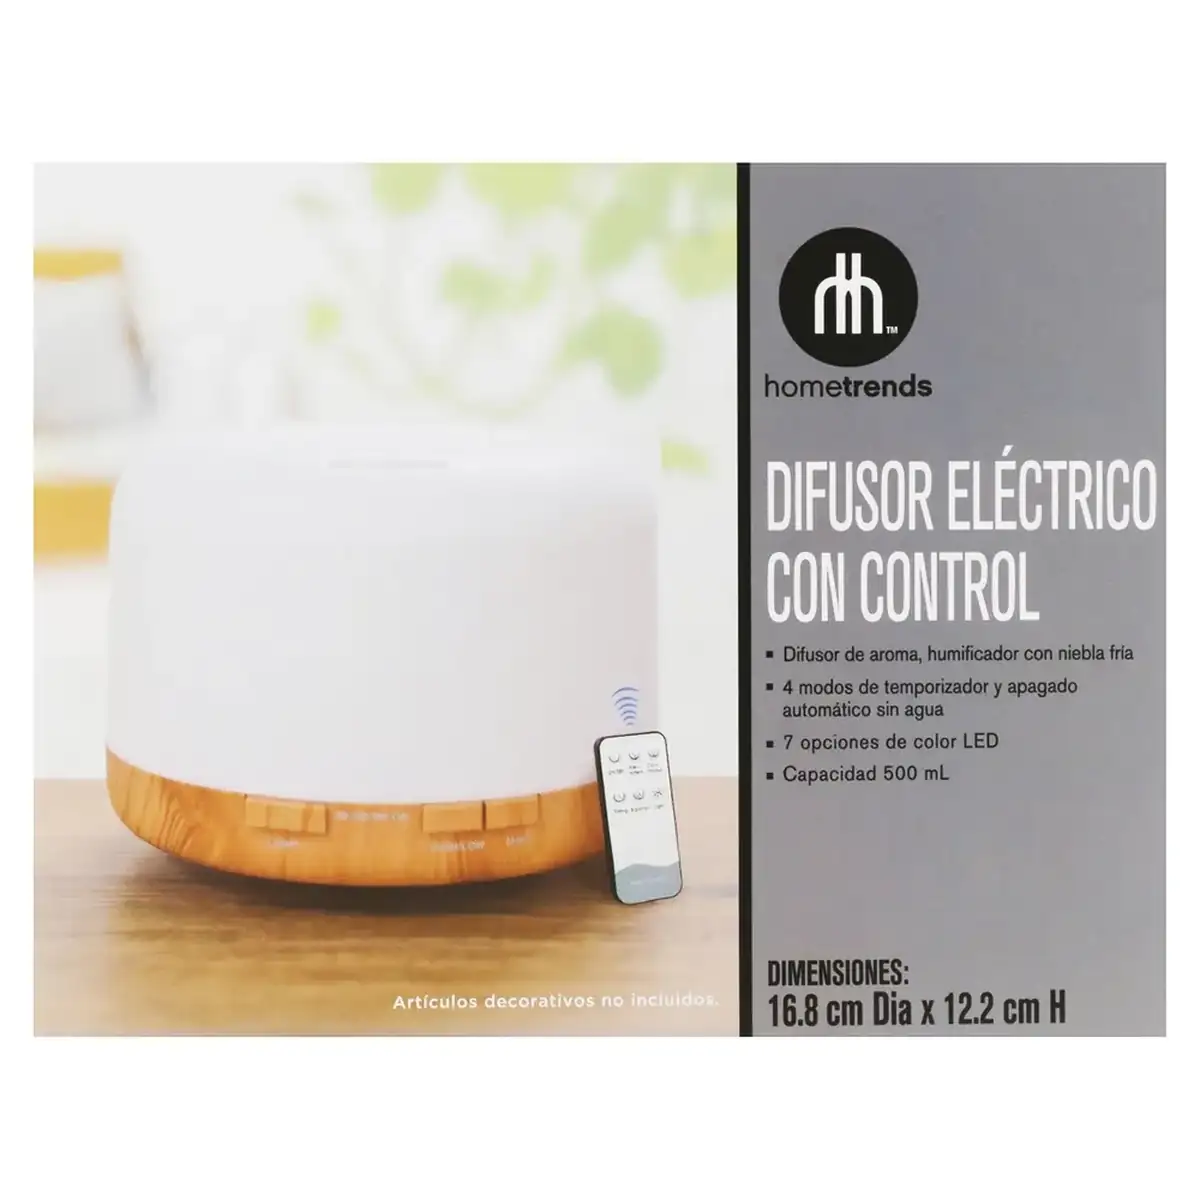 hometrends
DIFUSOR ELÉCTRICO
CON CONTROL
▪ Difusor de aroma, humificador con niebla fría
▪ 4 modos de temporizador y apagado
automático sin agua
▪ 7 opciones de color LED
▪ Capacidad 500 mL
DIMENSIONES:
16.8 cm Dia x 12.2 cm H
Artículos decorativos no incluidos.